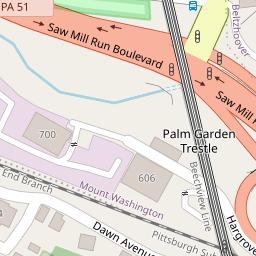 PA 51
Saw Mill Run Boulevard
Beltzhoover
Saw Mill
700
Palm Garden
Trestle
606
Beechview Line
End Branch
Mount Washington
Hargrove
Dawn Avenue
Pittsburgh Sub